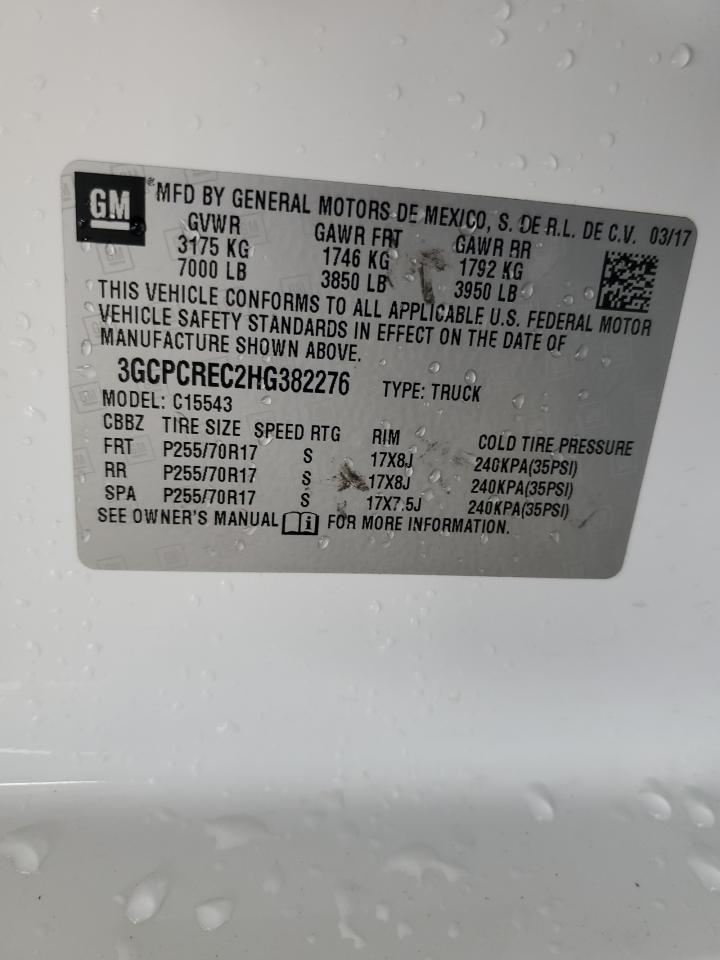 GM
® MFD BY GENERAL MOTORS DE MEXICO, S. DE R.L. DE C.V. 03/17
GVWR GAWR FRT GAWR RR
3175 KG 1746 KG 1792 KG
7000 LB 3850 LB 3950 LB
THIS VEHICLE CONFORMS TO ALL APPLICABLE U.S. FEDERAL MOTOR
VEHICLE SAFETY STANDARDS IN EFFECT ON THE DATE OF
MANUFACTURE SHOWN ABOVE.
3GCPCREC2HG382276 TYPE: TRUCK
MODEL: C15543
CBBZ TIRE SIZE SPEED RTG RIM COLD TIRE PRESSURE
FRT P255/70R17 S 17X8J 240KPA(35PSI)
RR P255/70R17 S 17X8J 240KPA(35PSI)
SPA P255/70R17 S 17X7.5J 240KPA(35PSI)
SEE OWNER'S MANUAL i FOR MORE INFORMATION.